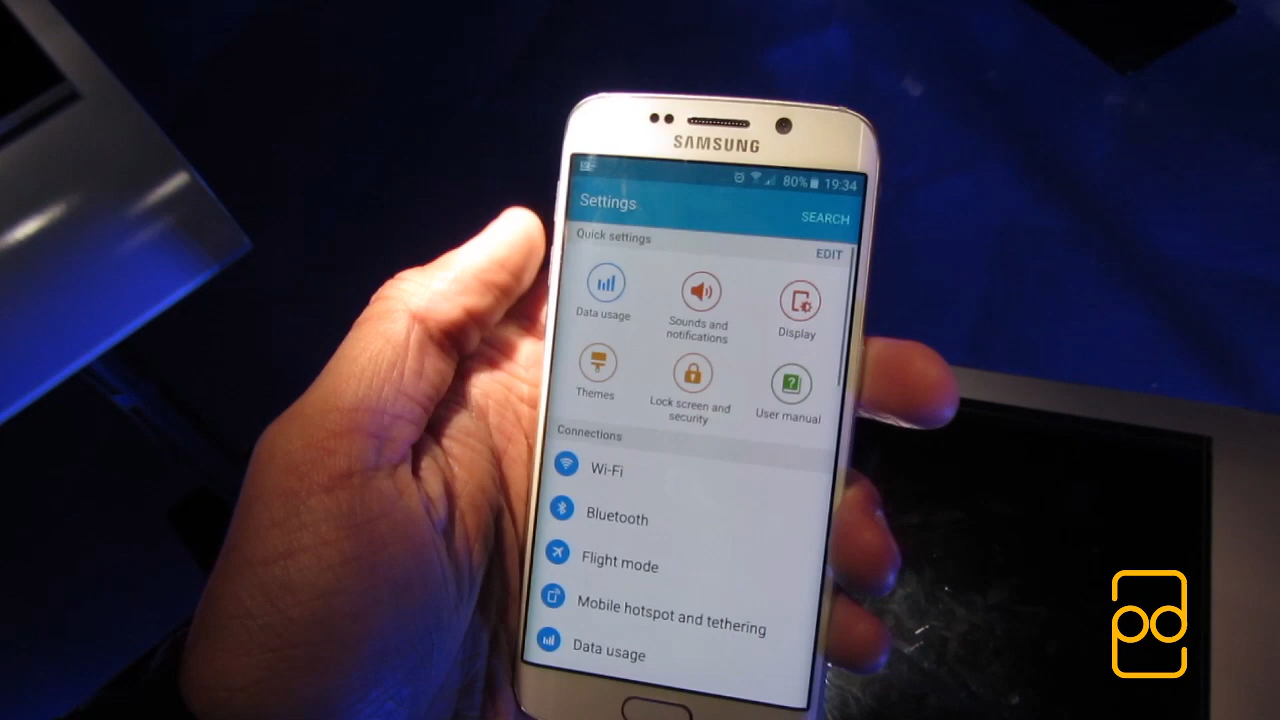 SAMSUNG
80% 19:34
Settings
SEARCH
Quick settings
EDIT
Data usage
Sounds and
notifications
Display
Themes
Lock screen and
security
User manual
Connections
Wi-Fi
Bluetooth
Flight mode
Mobile hotspot and tethering
Data usage
pd